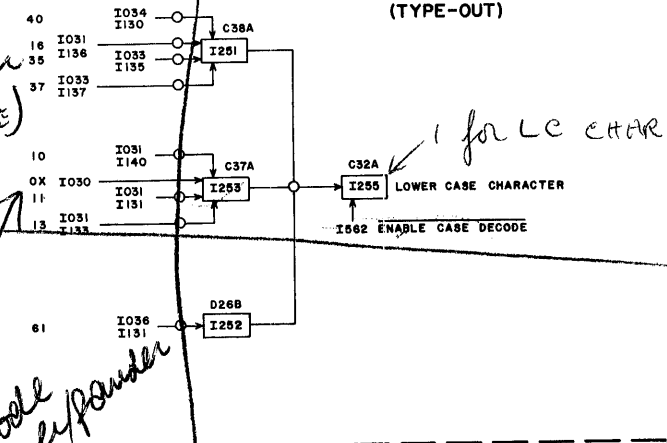 (TYPE-OUT)
40 I034
I130
C38A
16 I031
I136
I251
35 I033
I135
37 I033
I137
1 for LC CHAR
10 I031
I140
C37A
C32A
0X I030
I253
I255 LOWER CASE CHARACTER
11 I031
I131
13 I031
I133
I562 ENABLE CASE DECODE
D26B
61 I036
I131
I252
expander